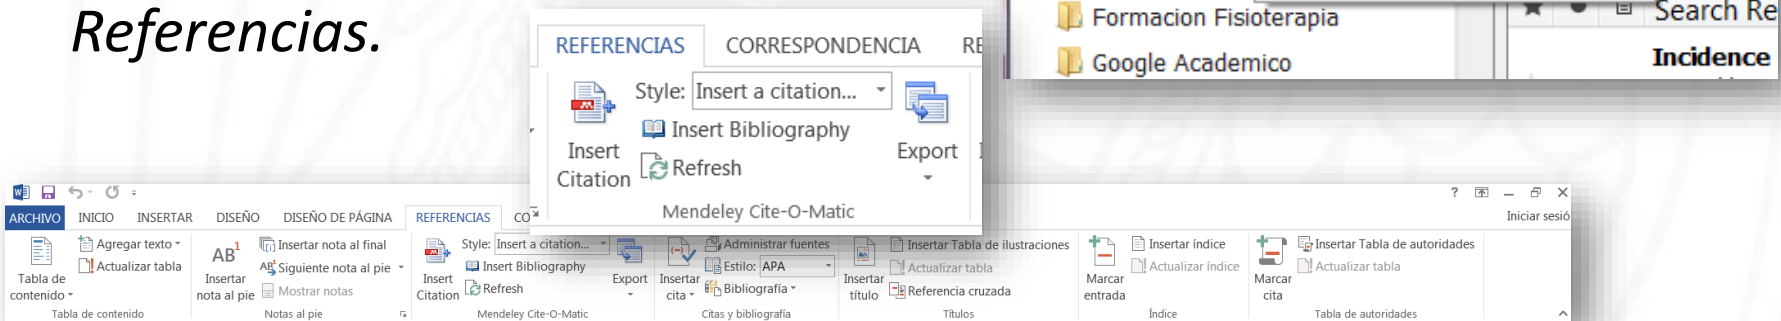 Referencias.
REFERENCIAS CORRESPONDENCIA RE
Style: Insert a citation...
Insert Bibliography
Insert Citation
Refresh
Export
Mendeley Cite-O-Matic
Formacion Fisioterapia
Google Academico
Search Re
Incidence
ARCHIVO INICIO INSERTAR DISEÑO DISEÑO DE PÁGINA REFERENCIAS CO
? Iniciar sesió
Tabla de contenido
Agregar texto
Actualizar tabla
Tabla de contenido
AB1
Insertar nota al pie
Insertar nota al final
Siguiente nota al pie
Mostrar notas
Notas al pie
Insert Citation
Style: Insert a citation...
Insert Bibliography
Refresh
Export
Mendeley Cite-O-Matic
Insertar cita
Administrar fuentes
Estilo: APA
Bibliografía
Citas y bibliografía
Insertar título
Insertar Tabla de ilustraciones
Actualizar tabla
Referencia cruzada
Títulos
Marcar entrada
Insertar índice
Actualizar índice
Índice
Marcar cita
Insertar Tabla de autoridades
Actualizar tabla
Tabla de autoridades